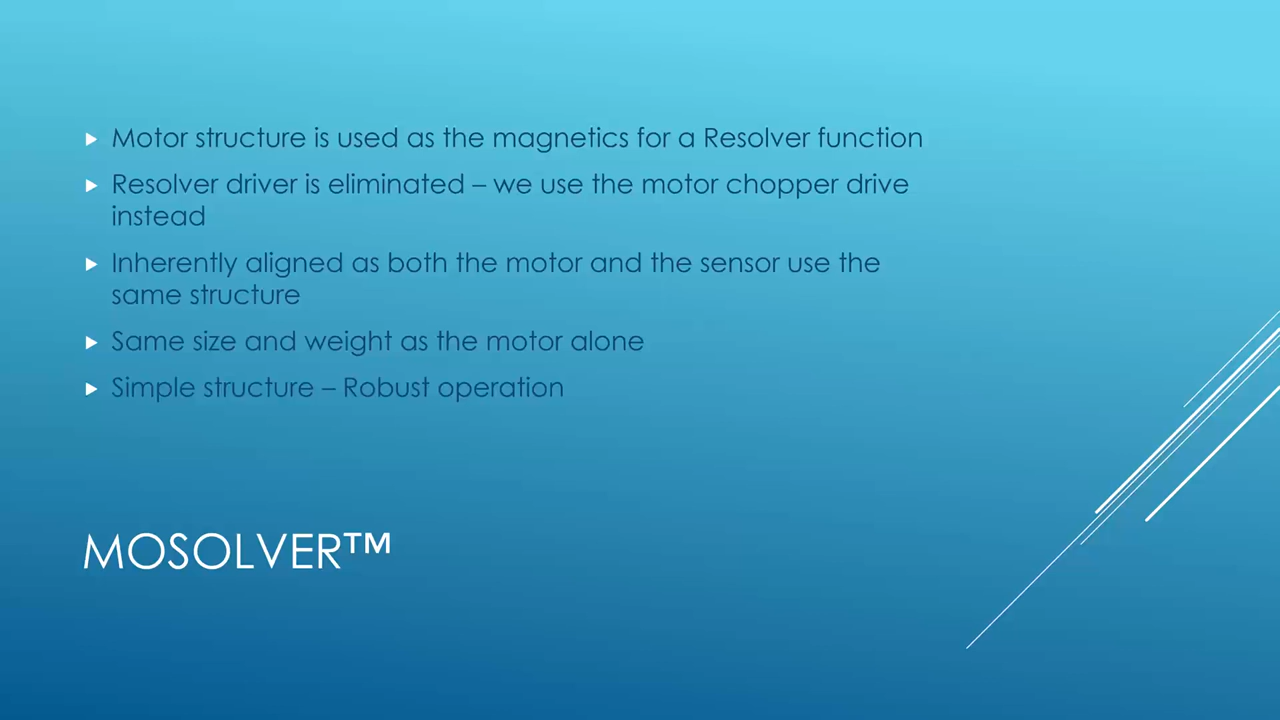 Motor structure is used as the magnetics for a Resolver function
Resolver driver is eliminated – we use the motor chopper drive
instead
Inherently aligned as both the motor and the sensor use the
same structure
Same size and weight as the motor alone
Simple structure – Robust operation
MOSOLVER™